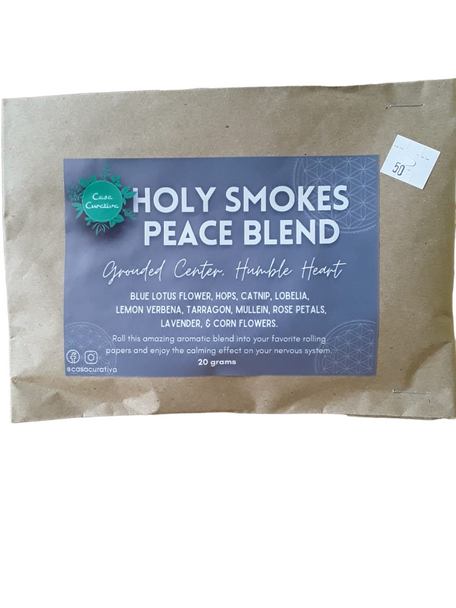 Casa
Curativa
HOLY SMOKES
PEACE BLEND
Grouded Center, Humble Heart
BLUE LOTUS FLOWER, HOPS, CATNIP, LOBELIA,
LEMON VERBENA, TARRAGON, MULLEIN, ROSE PETALS,
LAVENDER, & CORN FLOWERS.
Roll this amazing aromatic blend into your favorite rolling
papers and enjoy the calming effect on your nervous system.
20 grams
@casacurativa
50